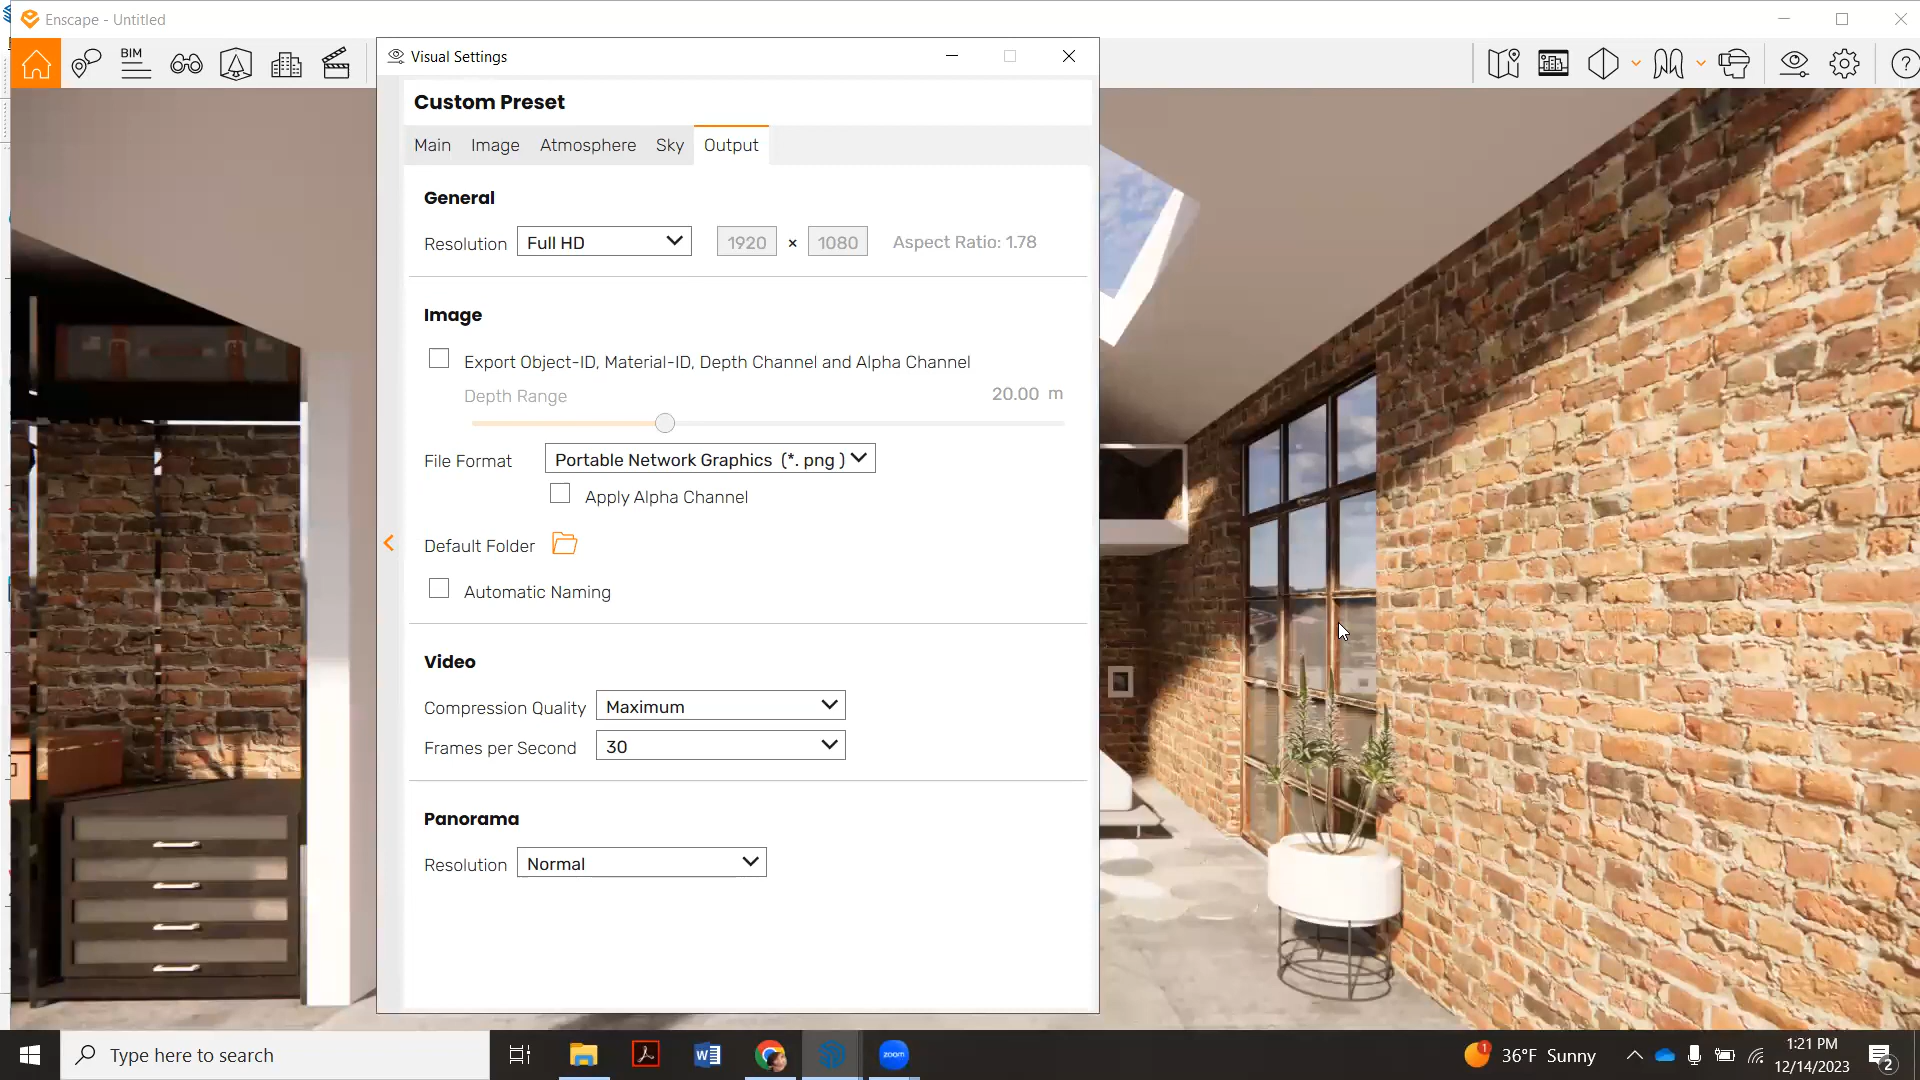 Enscape - Untitled
BIM
Visual Settings
Custom Preset
Main Image Atmosphere Sky Output
General
Resolution Full HD 1920 × 1080 Aspect Ratio: 1.78
Image
Export Object-ID, Material-ID, Depth Channel and Alpha Channel
Depth Range 20.00 m
File Format Portable Network Graphics (*. png )
Apply Alpha Channel
Default Folder
Automatic Naming
Video
Compression Quality Maximum
Frames per Second 30
Panorama
Resolution Normal
Type here to search
zoom
1
36°F Sunny
1:21 PM
12/14/2023
2